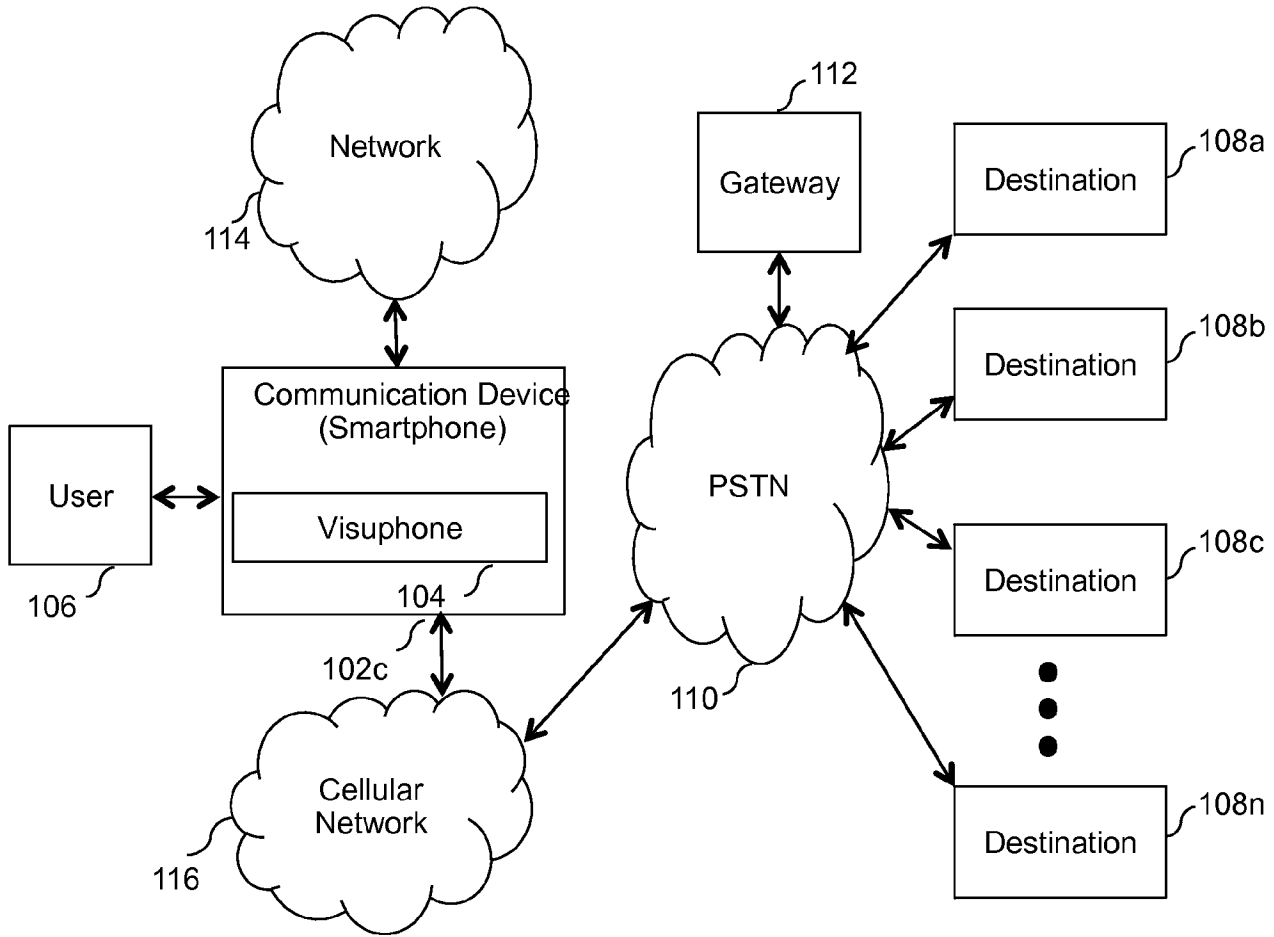 Network
114
112
Gateway
Destination
108a
Destination
108b
Communication Device
(Smartphone)
Visuphone
104
102c
User
106
PSTN
110
Destination
108c
Cellular
Network
116
Destination
108n